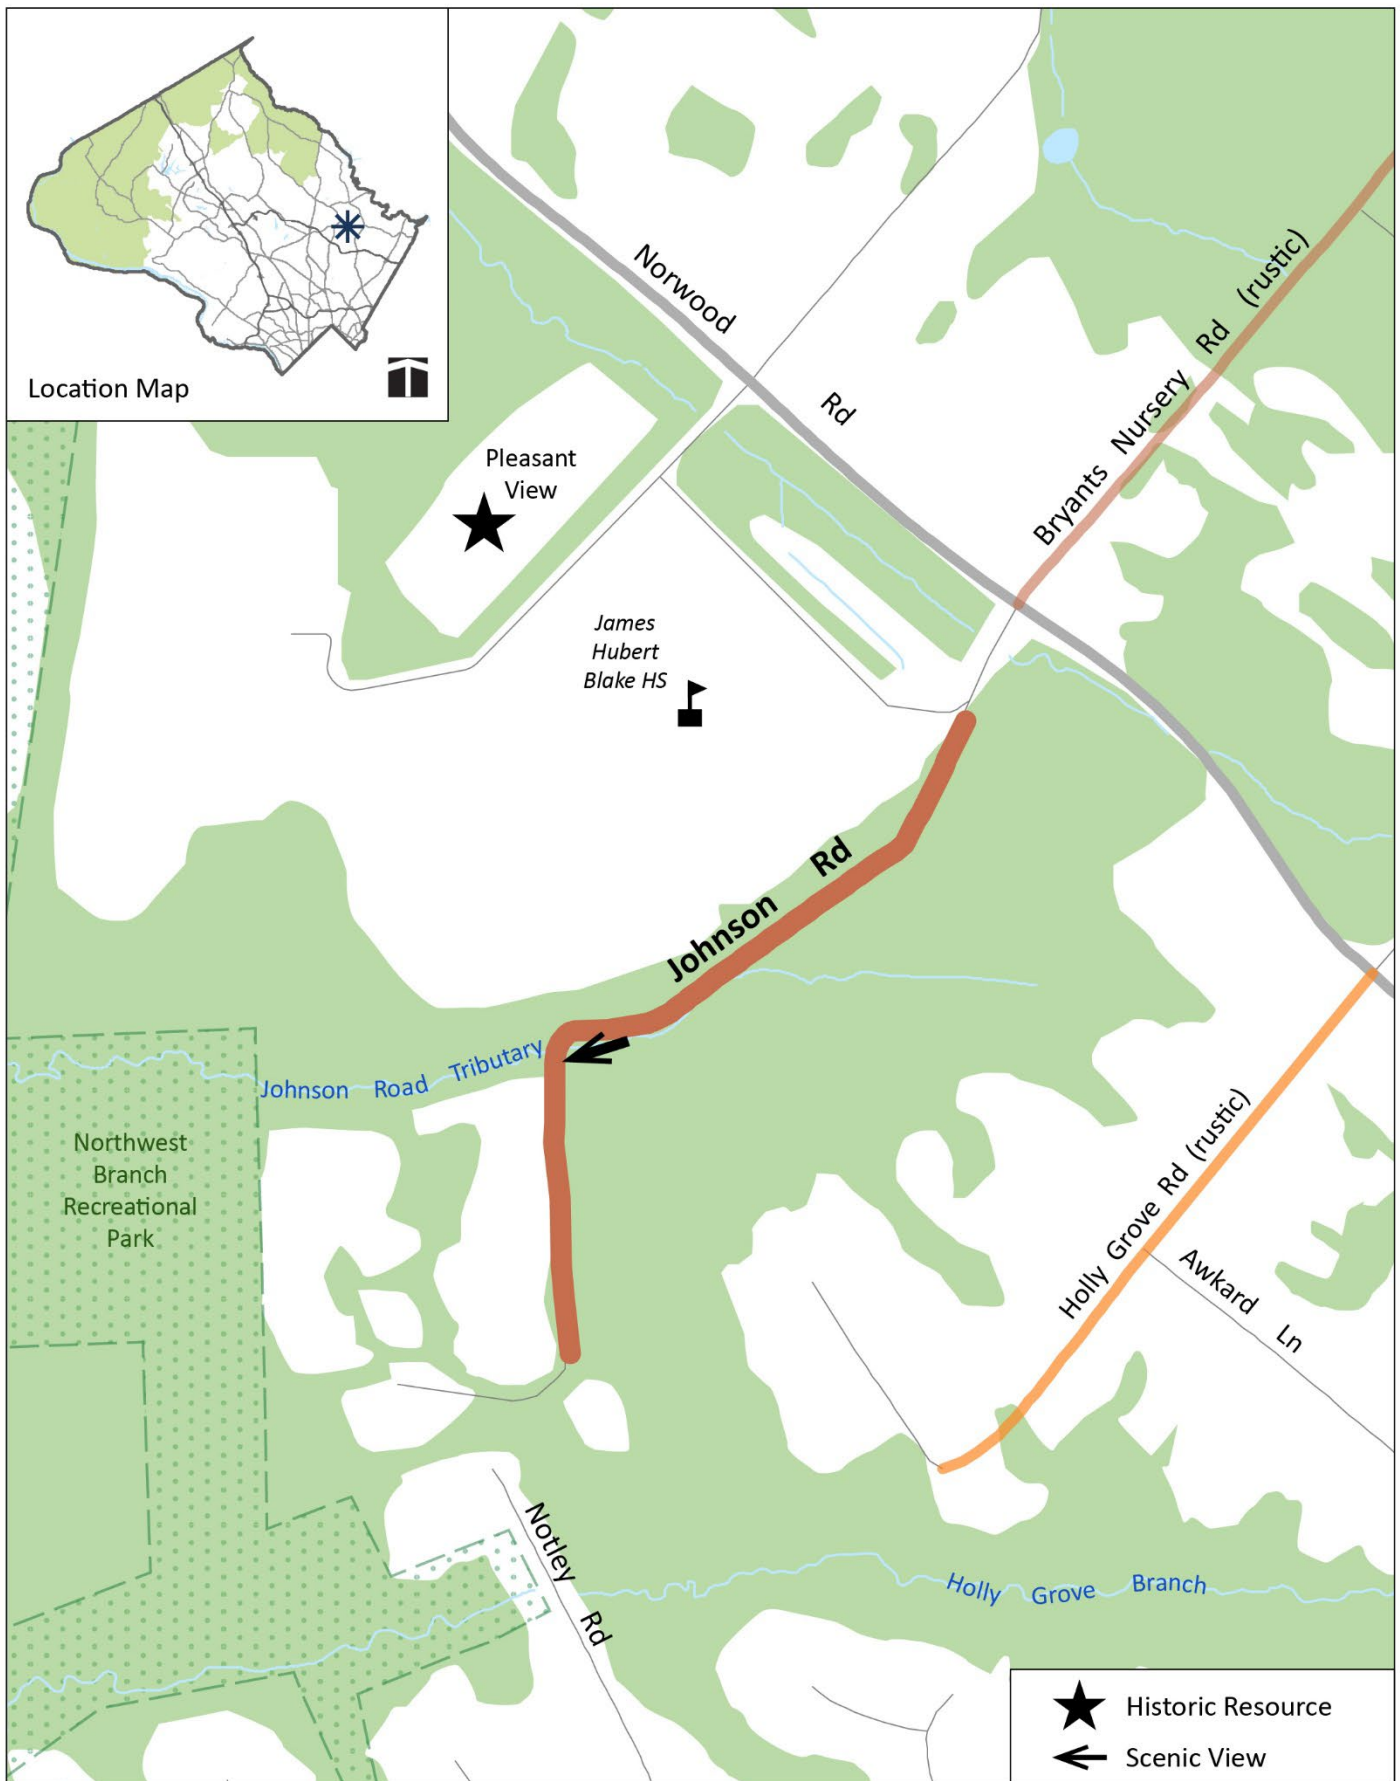 Location Map
Norwood
Rd
Bryants Nursery Rd (rustic)
Pleasant
View
James
Hubert
Blake HS
Johnson Rd
Johnson Road Tributary
Northwest
Branch
Recreational
Park
Holly Grove Rd (rustic)
Awkard
Ln
Notley
Rd
Holly Grove Branch
Historic Resource
Scenic View